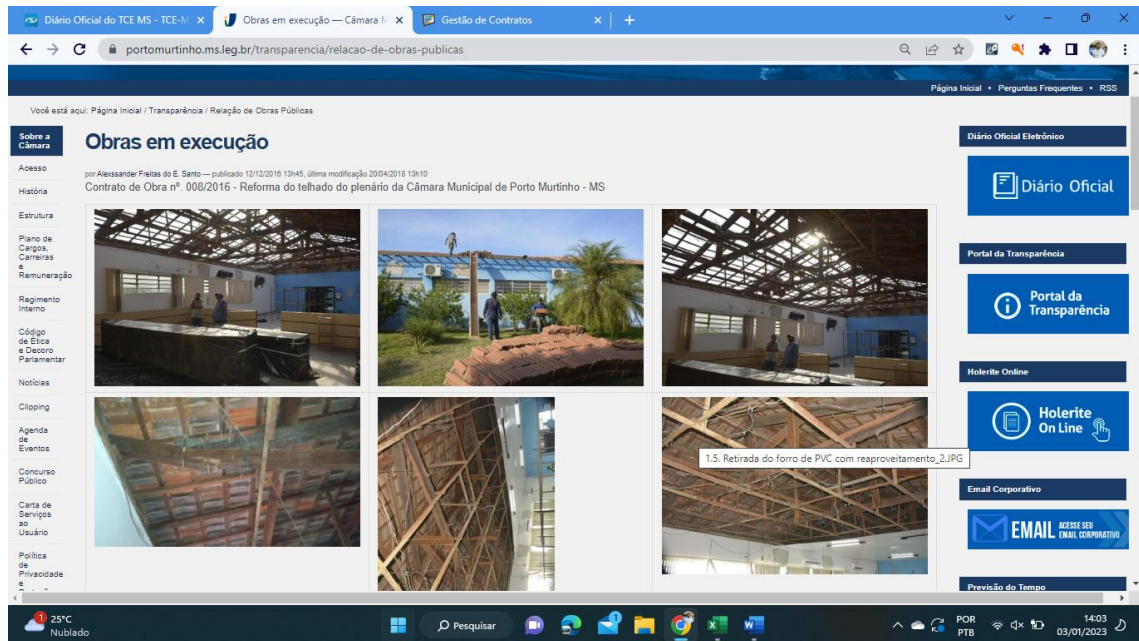 Diário Oficial do TCE MS - TCE-M
Obras em execução — Câmara M
Gestão de Contratos
portomurtinho.ms.leg.br/transparencia/relacao-de-obras-publicas
Página Inicial • Perguntas Frequentes • RSS
Você está aqui: Página Inicial / Transparência / Relação de Obras Públicas
Sobre a
Câmara
Acesso
História
Estrutura
Plano de
Cargos,
Carreiras
e
Remuneração
Regimento
Interno
Código
de Ética
e Decoro
Parlamentar
Notícias
Clipping
Agenda
de
Eventos
Concurso
Público
Carta de
Serviços
ao
Usuário
Política
de
Privacidade
e
Obras em execução
por Alexssander Freitas do E. Santo — publicado 12/12/2016 13h45, última modificação 20/04/2018 13h10
Contrato de Obra nº. 008/2016 - Reforma do telhado do plenário da Câmara Municipal de Porto Murtinho - MS
1.5. Retirada do forro de PVC com reaproveitamento_2.JPG
Diário Oficial Eletrônico
Diário Oficial
Portal da Transparência
Portal da
Transparência
Holerite Online
Holerite
On Line
Email Corporativo
EMAIL ACESSE SEU
EMAIL CORPORATIVO
Previsão do Tempo
1
25°C
Nublado
Pesquisar
POR
PTB
14:03
03/01/2023